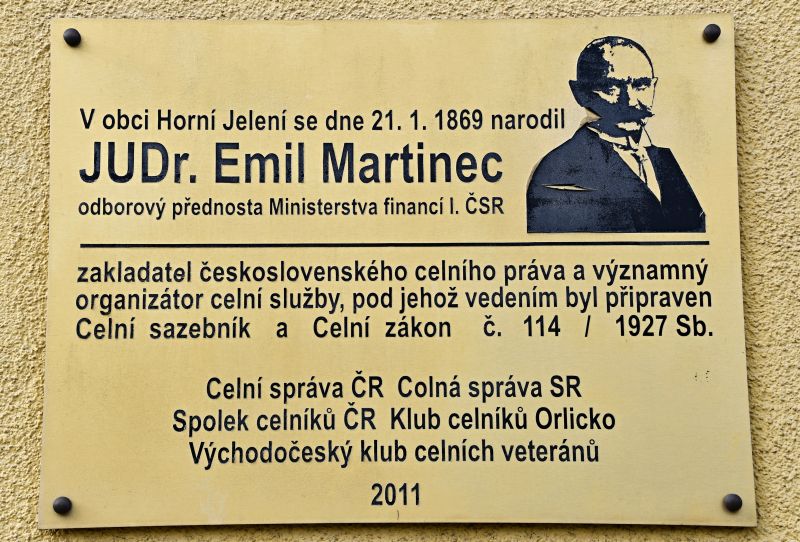 V obci Horní Jelení se dne 21. 1. 1869 narodil
JUDr. Emil Martinec
odborový přednosta Ministerstva financí I. ČSR
zakladatel československého celního práva a významný
organizátor celní služby, pod jehož vedením byl připraven
Celní sazebník a Celní zákon č. 114 / 1927 Sb.
Celní správa ČR Colná správa SR
Spolek celníků ČR Klub celníků Orlicko
Východočeský klub celních veteránů
2011